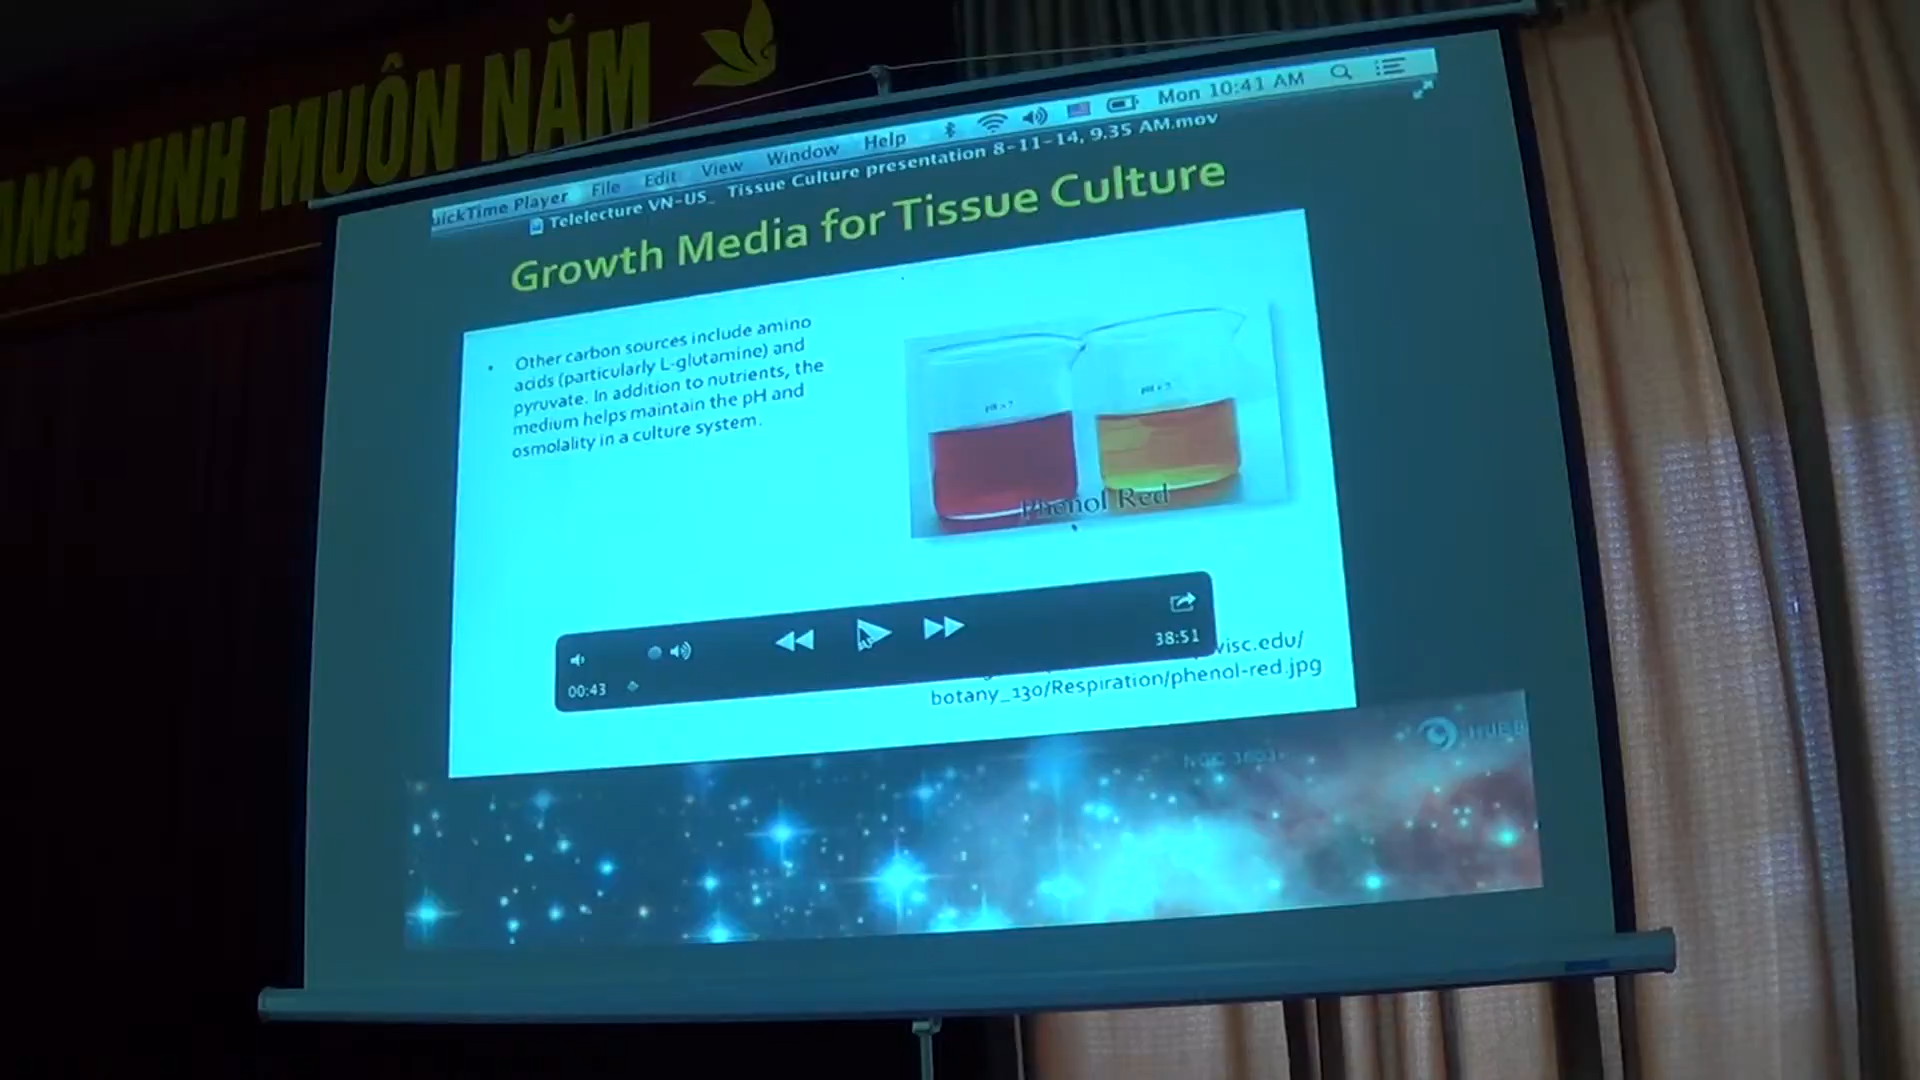 ANG VINH MUÔN NĂM
uickTime Player File Edit View Window Help Mon 10:41 AM
Telelecture VN-US_ Tissue Culture presentation 8-11-14, 9.35 AM.mov
Growth Media for Tissue Culture
• Other carbon sources include amino
acids (particularly L-glutamine) and
pyruvate. In addition to nutrients, the
medium helps maintain the pH and
osmolality in a culture system.
Phenol Red
00:43
38:51
visc.edu/
botany_130/Respiration/phenol-red.jpg